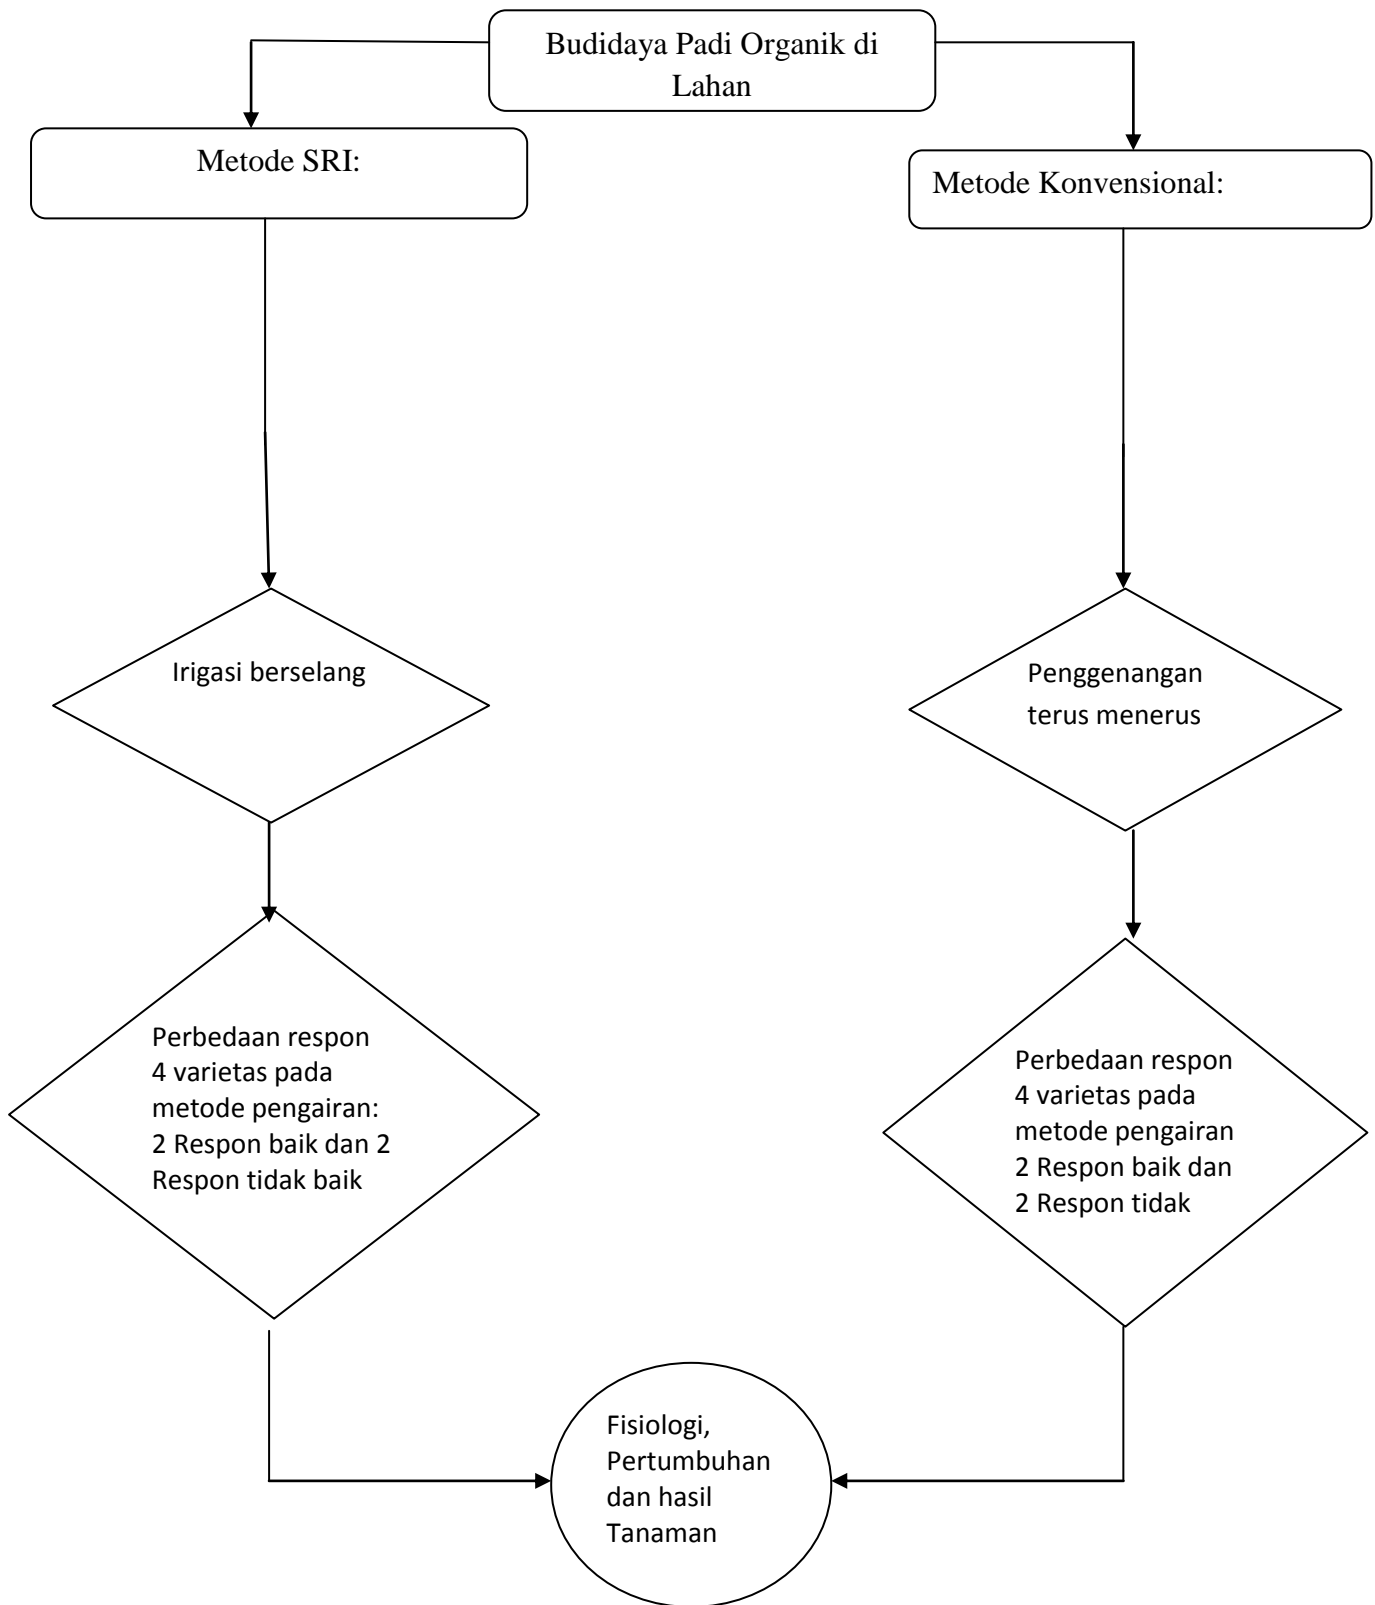 Budidaya Padi Organik di
Lahan
Metode SRI:
Metode Konvensional:
Irigasi berselang
Penggenangan
terus menerus
Perbedaan respon
4 varietas pada
metode pengairan:
2 Respon baik dan 2
Respon tidak baik
Perbedaan respon
4 varietas pada
metode pengairan
2 Respon baik dan
2 Respon tidak
Fisiologi,
Pertumbuhan
dan hasil
Tanaman